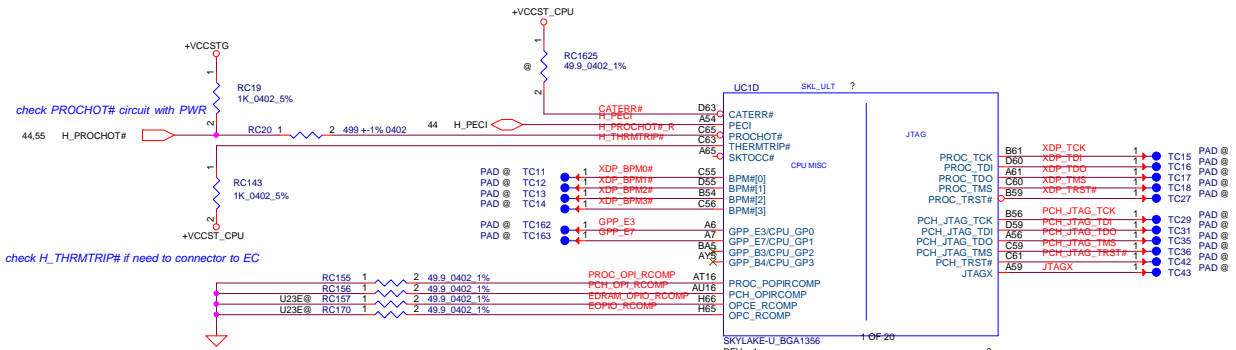 +VCCST_CPU
+VCCSTG
1
RC1625
49.9_0402_1%
@
2
1
RC19
1K_0402_5%
2
check PROCHOT# circuit with PWR
44,55 H_PROCHOT#
RC20 1 2 499 +-1% 0402
44 H_PECI
1
RC143
1K_0402_5%
2
+VCCST_CPU
check H_THRMTRIP# if need to connector to EC
UC1D SKL_ULT ?
CATERR# D63 CATERR#
H_PECI A54 PECI
H_PROCHOT#_R C65 PROCHOT#
H_THRMTRIP# C63 THERMTRIP#
A65 SKTOCC#
CPU MISC
JTAG
PAD @ TC11 1 XDP_BPM0# C55 BPM#[0]
PAD @ TC12 1 XDP_BPM1# D55 BPM#[1]
PAD @ TC13 1 XDP_BPM2# B54 BPM#[2]
PAD @ TC14 1 XDP_BPM3# C56 BPM#[3]
PAD @ TC162 1 GPP_E3 A6 GPP_E3/CPU_GP0
PAD @ TC163 1 GPP_E7 A7 GPP_E7/CPU_GP1
BA5 GPP_B3/CPU_GP2
AY5 GPP_B4/CPU_GP3
RC155 1 2 49.9_0402_1% PROC_OPI_RCOMP AT16 PROC_POPIRCOMP
RC156 1 2 49.9_0402_1% PCH_OPI_RCOMP AU16 PCH_OPIRCOMP
U23E@ RC157 1 2 49.9_0402_1% EDRAM_OPIO_RCOMP H66 OPCE_RCOMP
U23E@ RC170 1 2 49.9_0402_1% EOPIO_RCOMP H65 OPC_RCOMP
PROC_TCK B61 XDP_TCK 1 TC15 PAD @
PROC_TDI D60 XDP_TDI 1 TC16 PAD @
PROC_TDO A61 XDP_TDO 1 TC17 PAD @
PROC_TMS C60 XDP_TMS 1 TC18 PAD @
PROC_TRST# B59 XDP_TRST# 1 TC27 PAD @
PCH_JTAG_TCK B56 PCH_JTAG_TCK 1 TC29 PAD @
PCH_JTAG_TDI D59 PCH_JTAG_TDI 1 TC31 PAD @
PCH_JTAG_TDO A56 PCH_JTAG_TDO 1 TC35 PAD @
PCH_JTAG_TMS C59 PCH_JTAG_TMS 1 TC36 PAD @
PCH_TRST# C61 PCH_JTAG_TRST# 1 TC42 PAD @
JTAGX A59 JTAGX 1 TC43 PAD @
SKYLAKE-U_BGA1356 1 OF 20